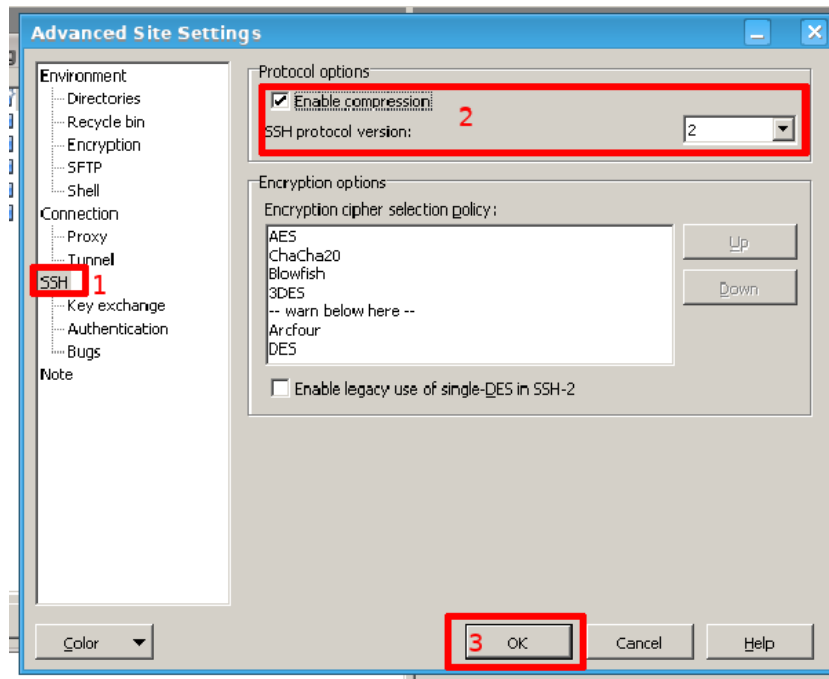 Advanced Site Settings
Environment
Directories
Recycle bin
Encryption
SFTP
Shell
Connection
Proxy
Tunnel
SSH
1
Key exchange
Authentication
Bugs
Note
Protocol options
Enable compression
2
SSH protocol version:
2
Encryption options
Encryption cipher selection policy:
AES
ChaCha20
Blowfish
3DES
-- warn below here --
Arcfour
DES
Up
Down
Enable legacy use of single-DES in SSH-2
Color
3
OK
Cancel
Help